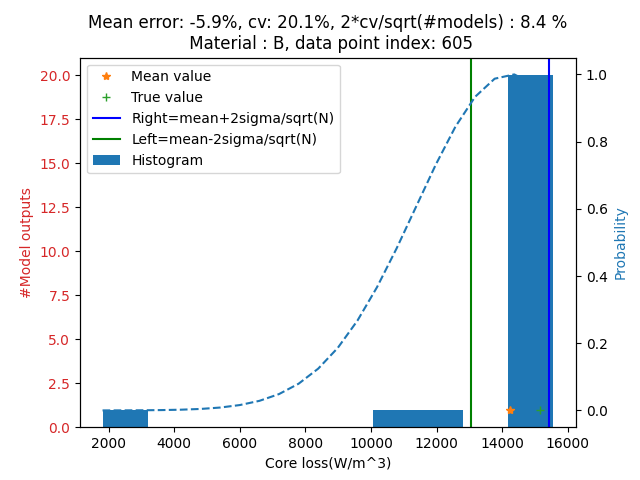 Mean error: -5.9%, cv: 20.1%, 2*cv/sqrt(#models) : 8.4 %
Material : B, data point index: 605
Mean value
True value
Right=mean+2sigma/sqrt(N)
Left=mean-2sigma/sqrt(N)
Histogram
20.0
17.5
15.0
12.5
10.0
7.5
5.0
2.5
0.0
#Model outputs
1.0
0.8
0.6
0.4
0.2
0.0
Probability
2000 4000 6000 8000 10000 12000 14000 16000
Core loss(W/m^3)